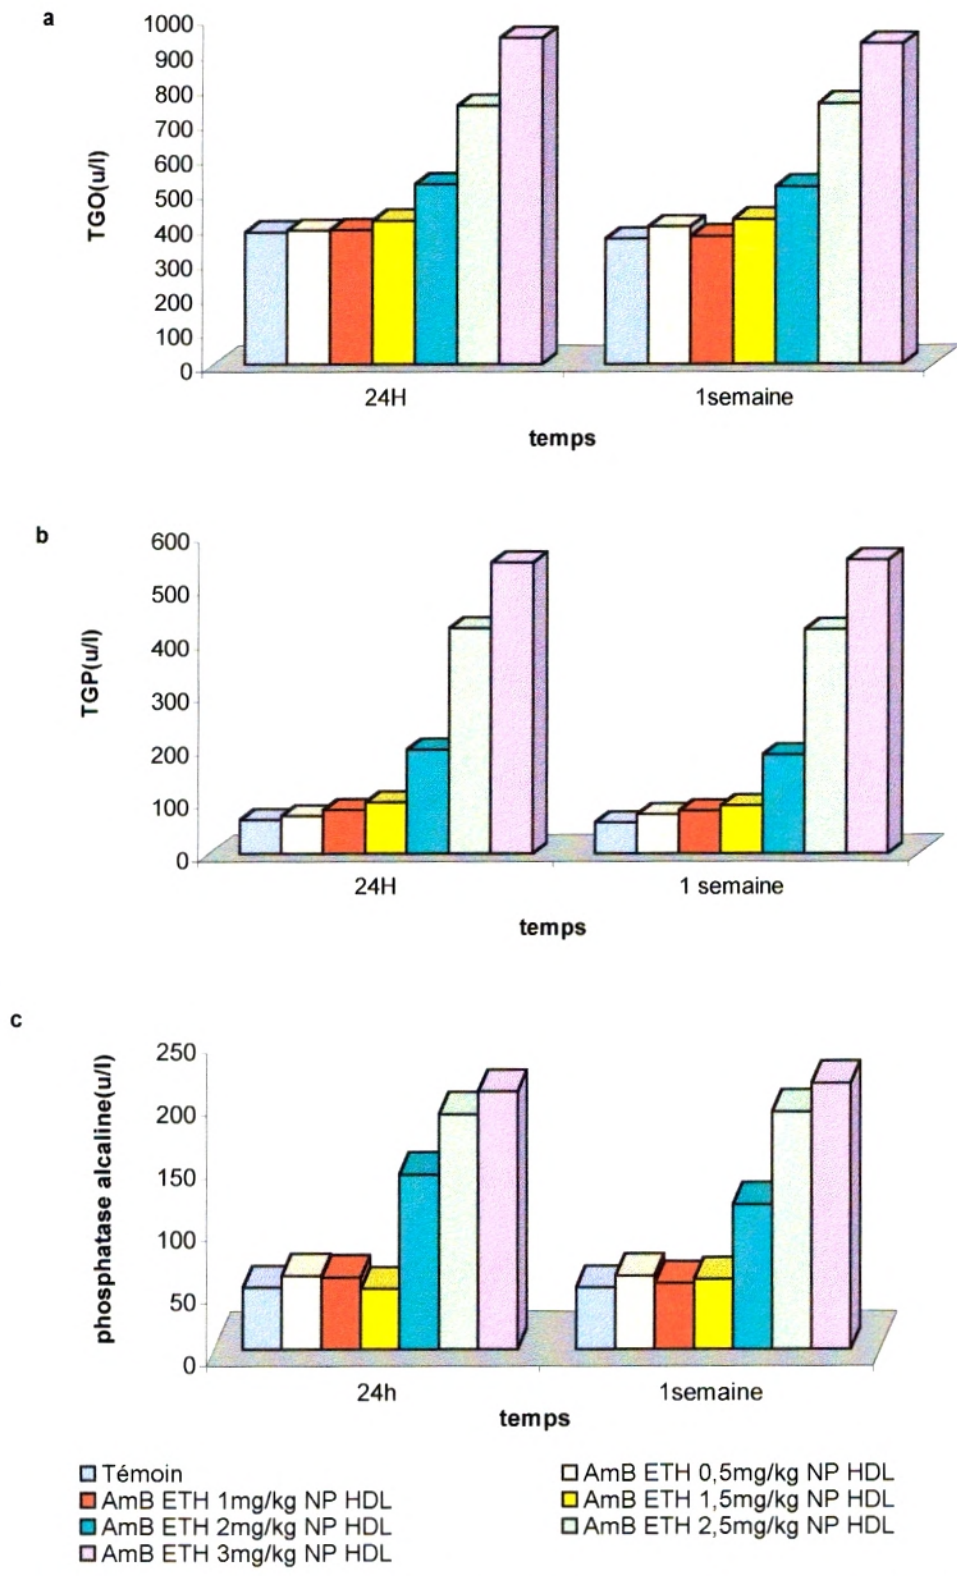 a
1000
900
800
700
600
500
400
300
200
100
0
TGO(u/l)
24H 1semaine
temps
b
600
500
400
300
200
100
0
TGP(u/l)
24H 1 semaine
temps
c
250
200
150
100
50
0
phosphatase alcaline(u/l)
24h 1semaine
temps
Témoin AmB ETH 0,5mg/kg NP HDL
AmB ETH 1mg/kg NP HDL AmB ETH 1,5mg/kg NP HDL
AmB ETH 2mg/kg NP HDL AmB ETH 2,5mg/kg NP HDL
AmB ETH 3mg/kg NP HDL